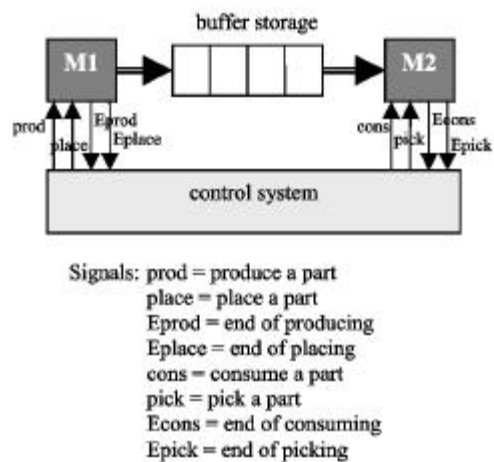 buffer storage
M1
M2
prod
place
Eprod
Eplace
cons
pick
Econs
Epick
control system
Signals: prod = produce a part
place = place a part
Eprod = end of producing
Eplace = end of placing
cons = consume a part
pick = pick a part
Econs = end of consuming
Epick = end of picking